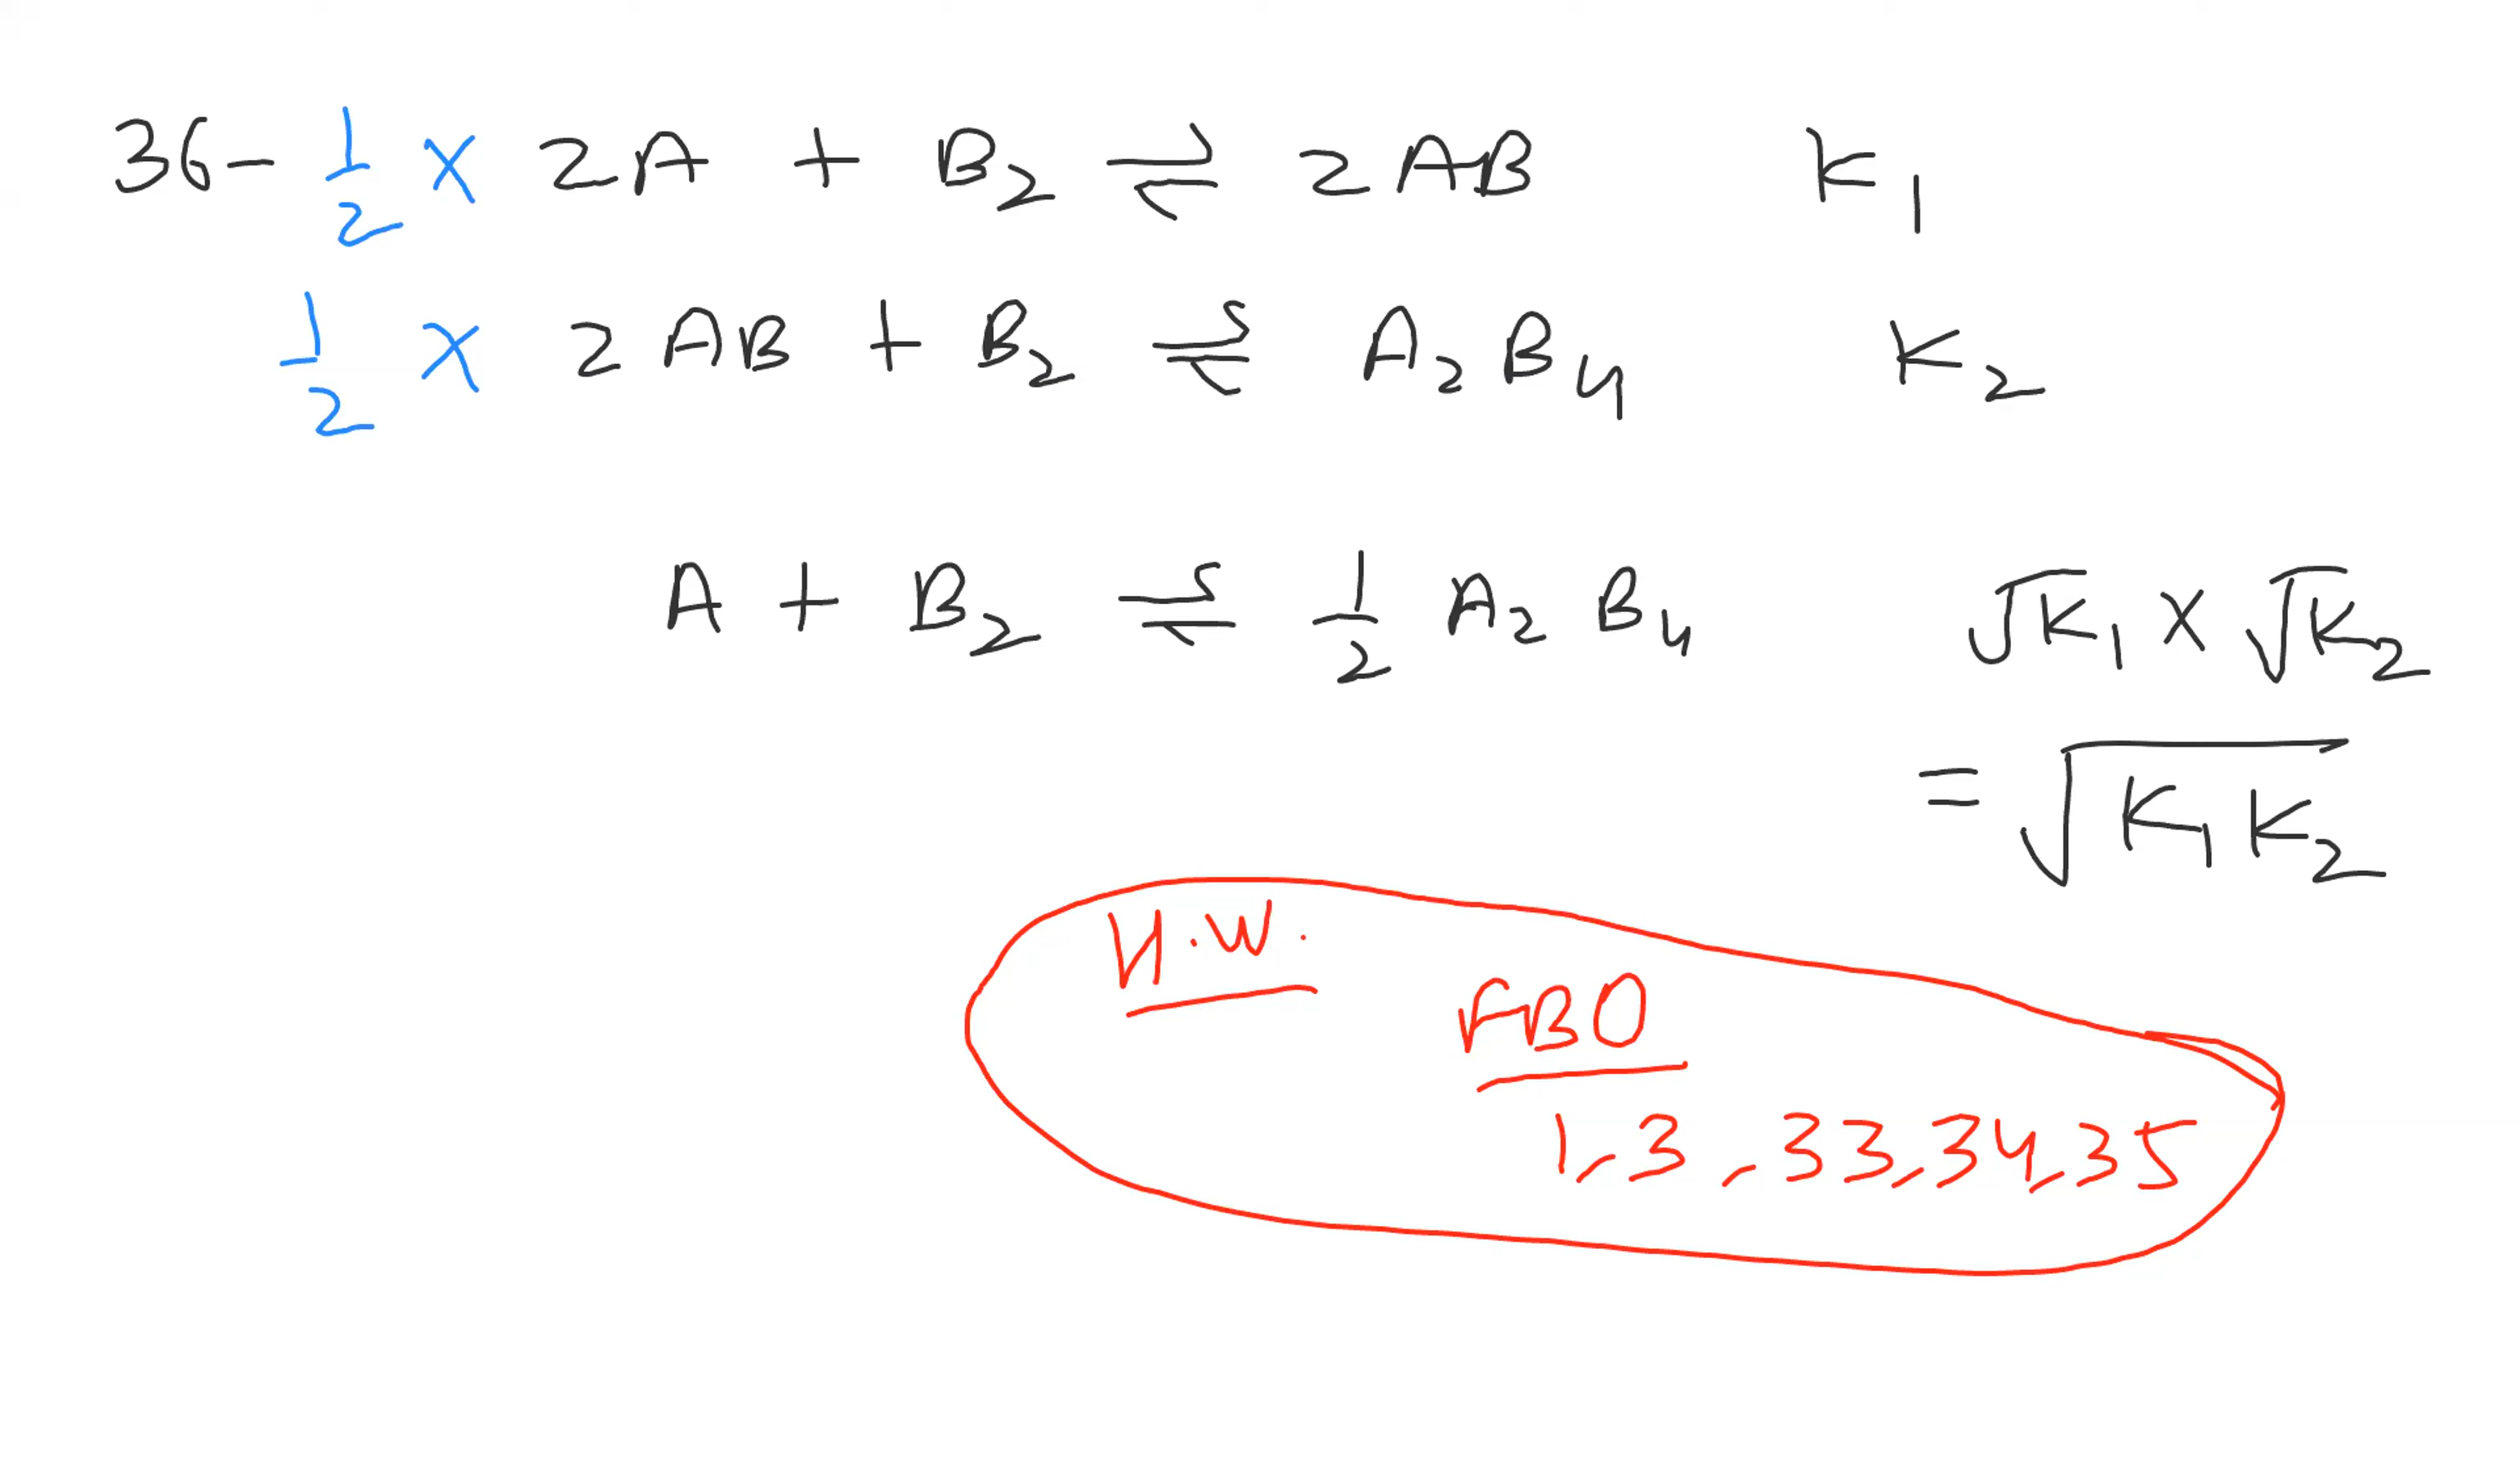 36- 1/2 × 2A + B₂ ⇌ 2AB K₁
1/2 × 2AB + B₂ ⇌ A₂B₄ K₂
A + B₂ ⇌ 1/2 A₂B₄ √K₁ × √K₂
= √K₁K₂
H.W.
FBO
1, 3, 33, 34, 35